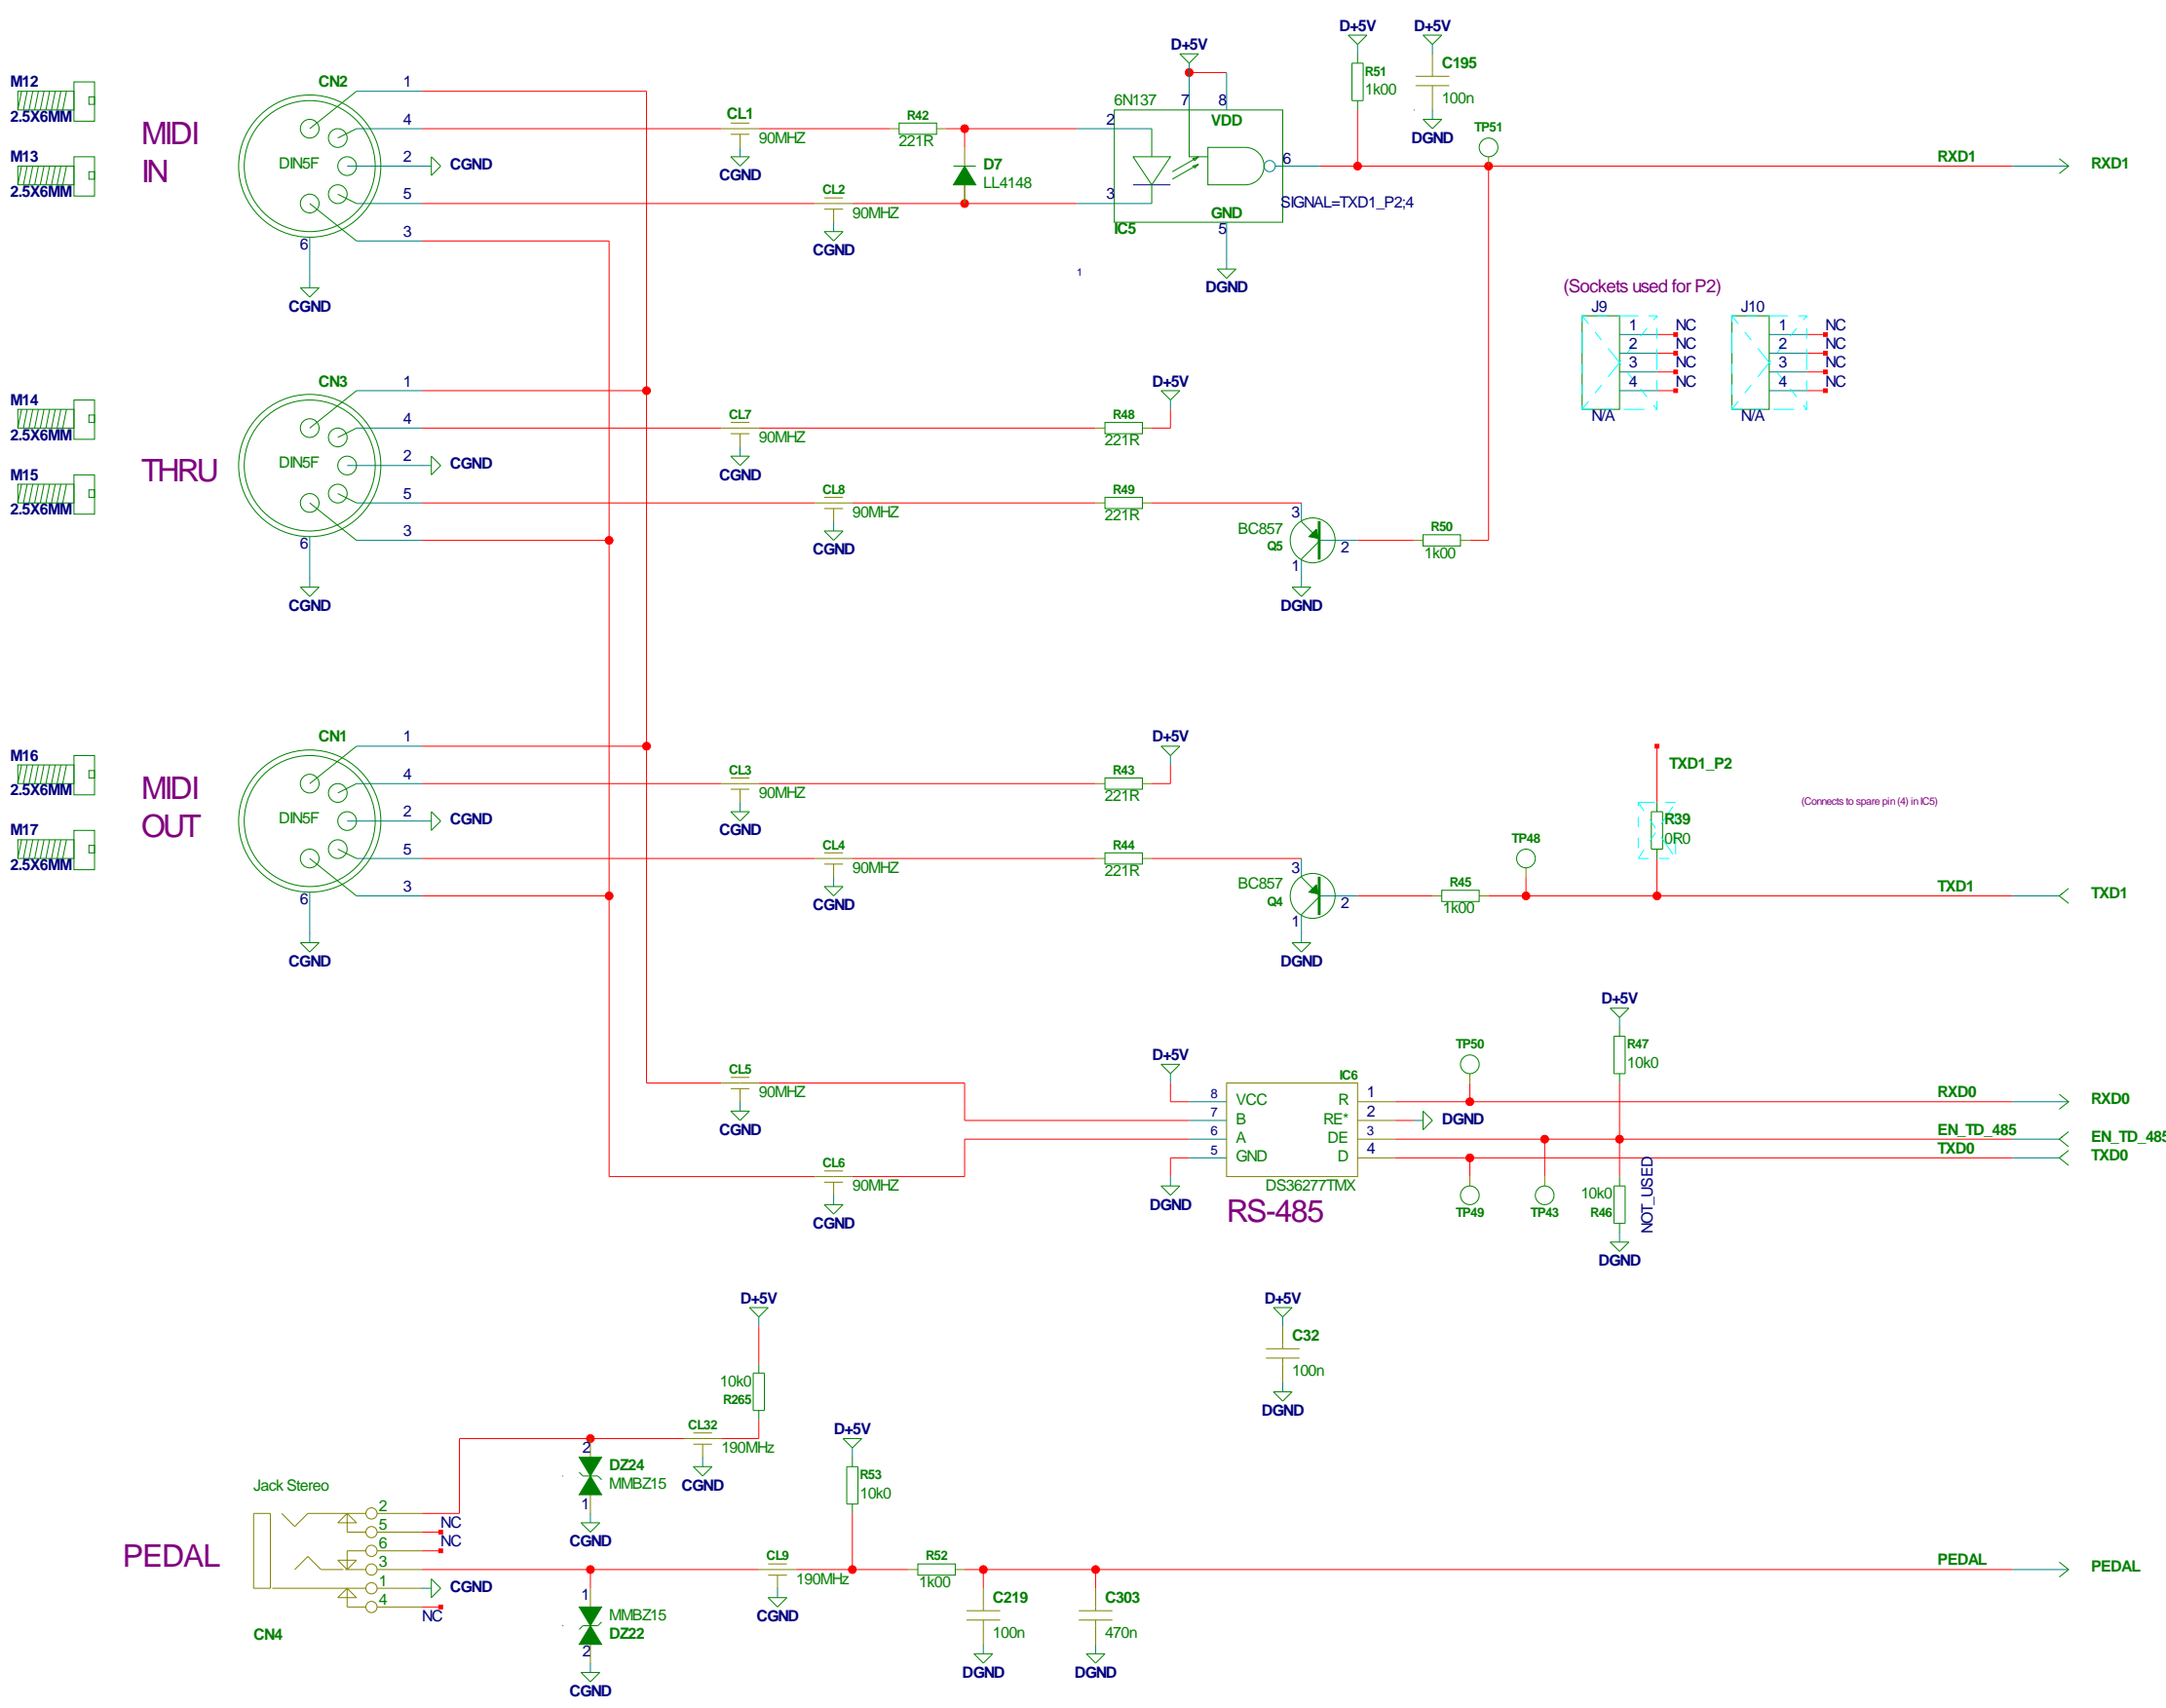 M12
2.5X6MM
M13
2.5X6MM
MIDI
IN
CN2
DIN5F
1
4
2
5
3
6
CGND
CGND
CL1
90MHZ
CGND
CL2
90MHZ
CGND
R42
221R
D7
LL4148
D+5V
6N137
7
8
VDD
2
3
6
GND
5
IC5
DGND
SIGNAL=TXD1_P2;4
1
D+5V
R51
1k00
D+5V
C195
100n
DGND
TP51
RXD1
RXD1
(Sockets used for P2)
J9
1
2
3
4
NC
NC
NC
NC
N/A
J10
1
2
3
4
NC
NC
NC
NC
N/A
M14
2.5X6MM
M15
2.5X6MM
THRU
CN3
DIN5F
1
4
2
5
3
6
CGND
CGND
CL7
90MHZ
CGND
CL8
90MHZ
CGND
D+5V
R48
221R
R49
221R
BC857
Q5
3
2
1
DGND
R50
1k00
M16
2.5X6MM
M17
2.5X6MM
MIDI
OUT
CN1
DIN5F
1
4
2
5
3
6
CGND
CGND
CL3
90MHZ
CGND
CL4
90MHZ
CGND
D+5V
R43
221R
R44
221R
BC857
Q4
3
2
1
DGND
R45
1k00
TP48
TXD1_P2
R39
0R0
(Connects to spare pin (4) in IC5)
TXD1
TXD1
CL5
90MHZ
CGND
CL6
90MHZ
CGND
D+5V
IC6
8
7
6
5
VCC
B
A
GND
R
RE*
DE
D
1
2
3
4
DGND
DS36277TMX
RS-485
DGND
TP50
TP49
TP43
D+5V
R47
10k0
10k0
R46
NOT_USED
DGND
RXD0
RXD0
EN_TD_485
EN_TD_485
TXD0
TXD0
D+5V
10k0
R265
CL32
190MHz
CGND
2
DZ24
MMBZ15
1
CGND
D+5V
C32
100n
DGND
D+5V
R53
10k0
Jack Stereo
PEDAL
2
5
6
3
1
4
NC
NC
CGND
NC
CN4
1
MMBZ15
DZ22
2
CGND
CL9
190MHz
CGND
R52
1k00
C219
100n
DGND
C303
470n
DGND
PEDAL
PEDAL